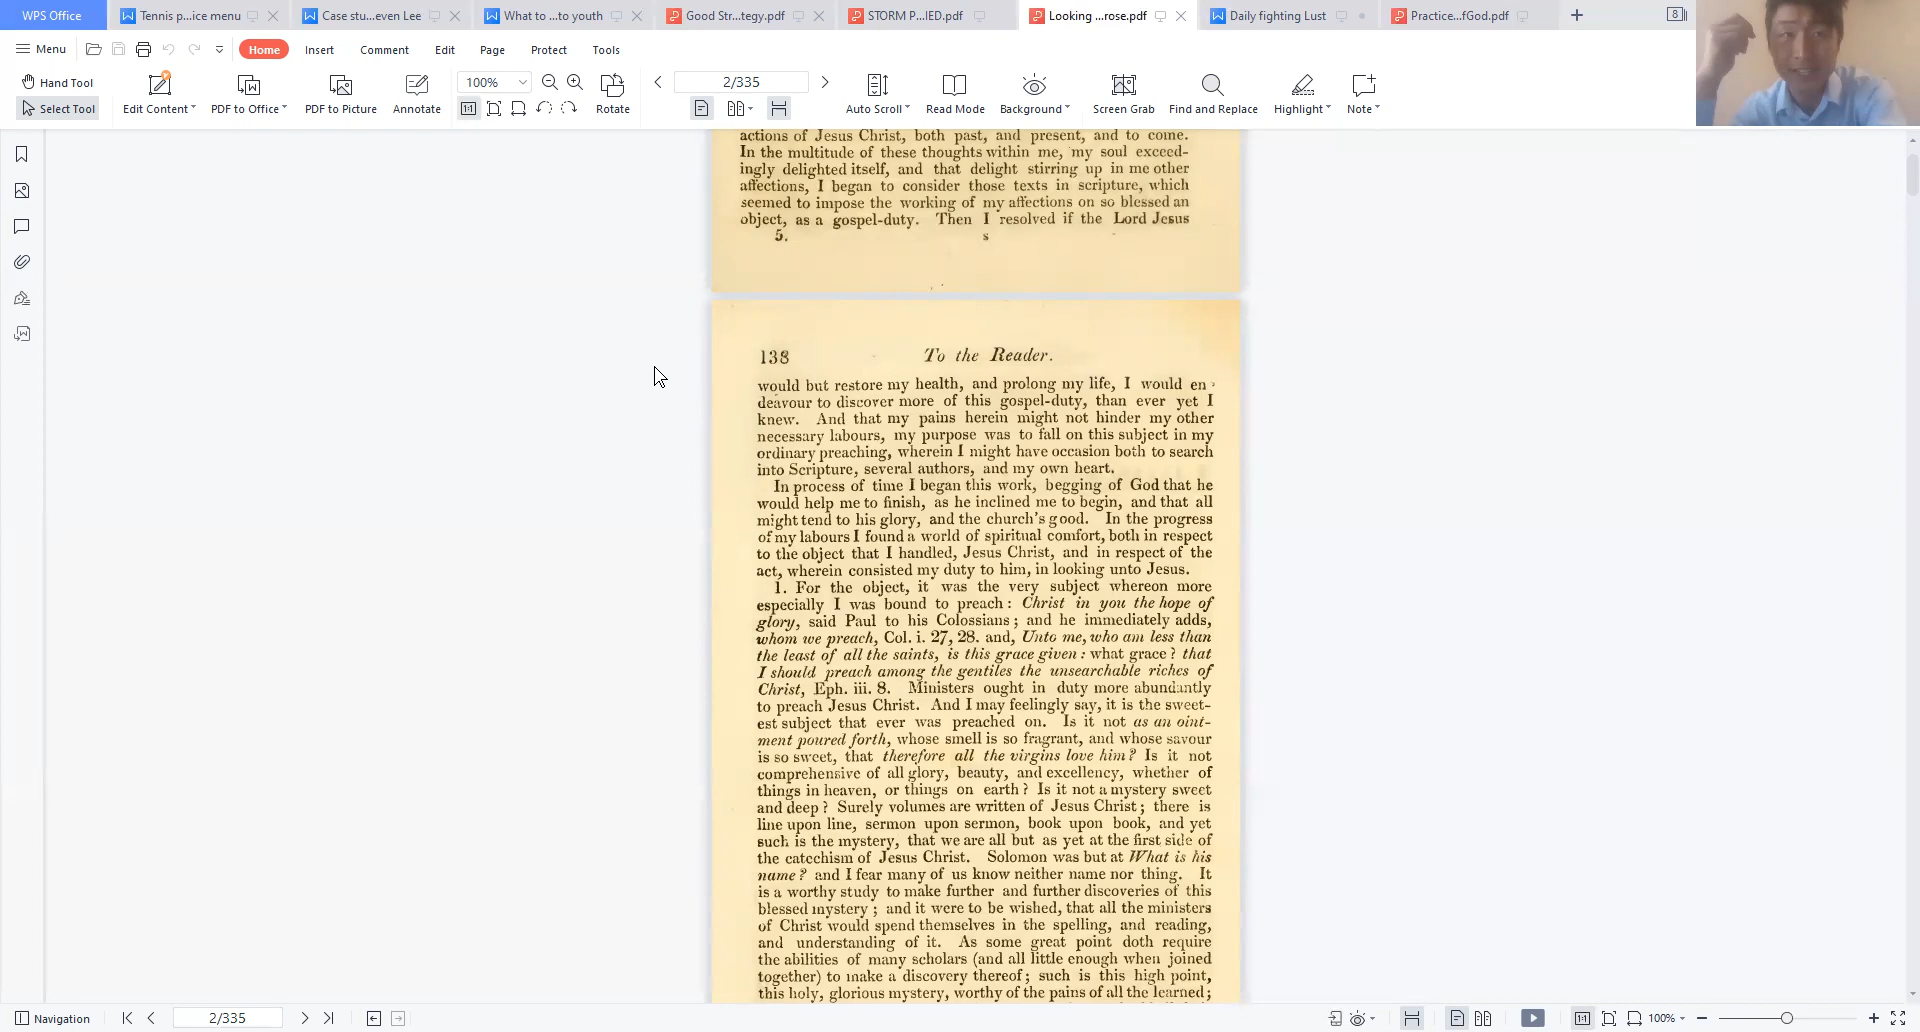 WPS Office
Tennis p...ice menu
Case stu...even Lee
What to ...to youth
Good Str...tegy.pdf
STORM P...IED.pdf
Looking ...rose.pdf
Daily fighting Lust
Practice...fGod.pdf
8
Menu
Home
Insert
Comment
Edit
Page
Protect
Tools
Hand Tool
Select Tool
Edit Content
PDF to Office
PDF to Picture
Annotate
100%
1:1
Rotate
2/335
Auto Scroll
Read Mode
Background
Screen Grab
Find and Replace
Highlight
Note
actions of Jesus Christ, both past, and present, and to come.
In the multitude of these thoughts within me, my soul exceed-
ingly delighted itself, and that delight stirring up in me other
affections, I began to consider those texts in scripture, which
seemed to impose the working of my affections on so blessed an
object, as a gospel-duty. Then I resolved if the Lord Jesus
5. s
138 To the Reader.
would but restore my health, and prolong my life, I would en
deavour to discover more of this gospel-duty, than ever yet I
knew. And that my pains herein might not hinder my other
necessary labours, my purpose was to fall on this subject in my
ordinary preaching, wherein I might have occasion both to search
into Scripture, several authors, and my own heart.
In process of time I began this work, begging of God that he
would help me to finish, as he inclined me to begin, and that all
might tend to his glory, and the church's good. In the progress
of my labours I found a world of spiritual comfort, both in respect
to the object that I handled, Jesus Christ, and in respect of the
act, wherein consisted my duty to him, in looking unto Jesus.
1. For the object, it was the very subject whereon more
especially I was bound to preach: Christ in you the hope of
glory, said Paul to his Colossians; and he immediately adds,
whom we preach, Col. i. 27, 28. and, Unto me, who am less than
the least of all the saints, is this grace given: what grace? that
I should preach among the gentiles the unsearchable riches of
Christ, Eph. iii. 8. Ministers ought in duty more abundantly
to preach Jesus Christ. And I may feelingly say, it is the sweet-
est subject that ever was preached on. Is it not as an oint-
ment poured forth, whose smell is so fragrant, and whose savour
is so sweet, that therefore all the virgins love him? Is it not
comprehensive of all glory, beauty, and excellency, whether of
things in heaven, or things on earth? Is it not a mystery sweet
and deep? Surely volumes are written of Jesus Christ; there is
line upon line, sermon upon sermon, book upon book, and yet
such is the mystery, that we are all but as yet at the first side of
the catechism of Jesus Christ. Solomon was but at What is his
name? and I fear many of us know neither name nor thing. It
is a worthy study to make further and further discoveries of this
blessed mystery; and it were to be wished, that all the ministers
of Christ would spend themselves in the spelling, and reading,
and understanding of it. As some great point doth require
the abilities of many scholars (and all little enough when joined
together) to make a discovery thereof; such is this high point,
this holy, glorious mystery, worthy of the pains of all the learned;
Navigation
2/335
1:1
100%